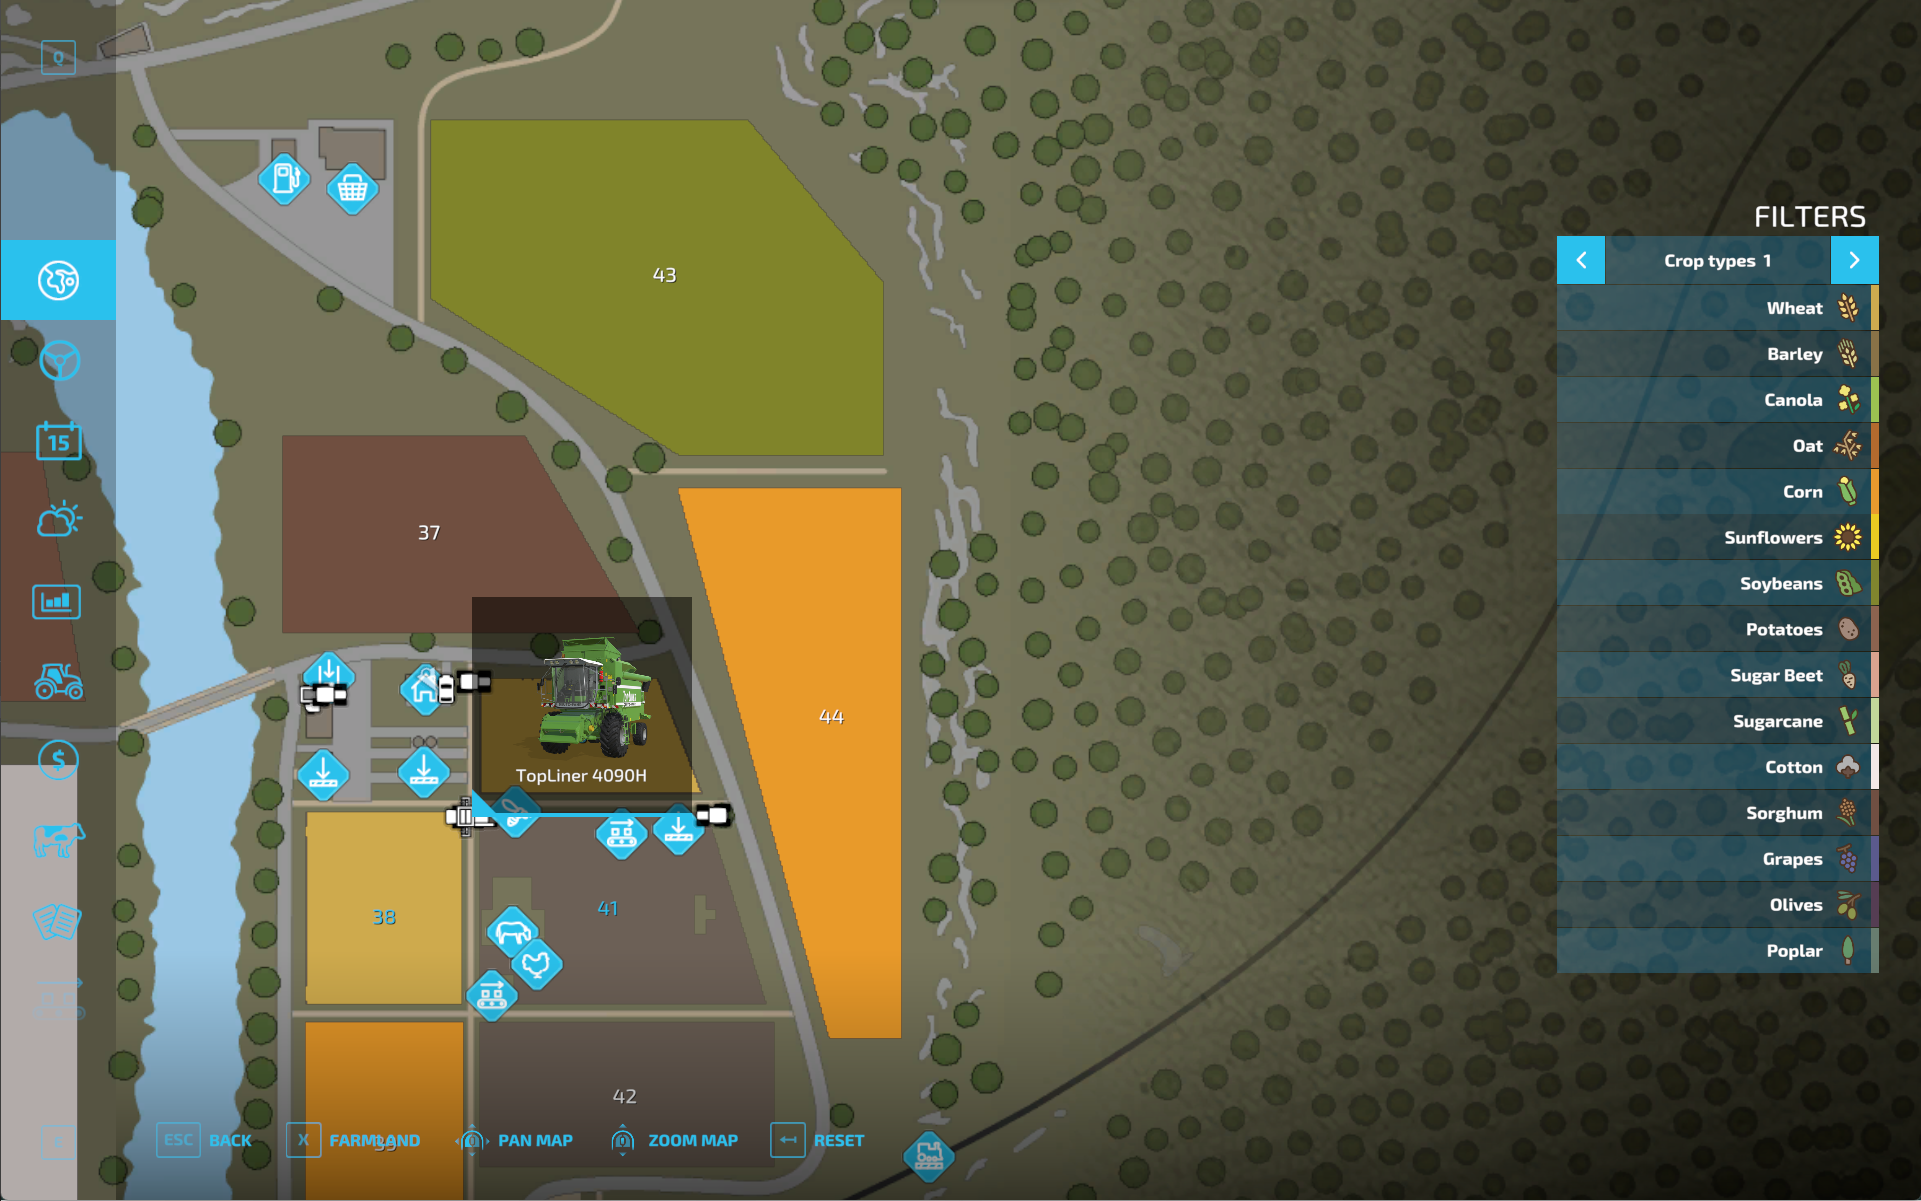 Q
FILTERS
Crop types 1
Wheat
Barley
Canola
Oat
Corn
Sunflowers
Soybeans
Potatoes
Sugar Beet
Sugarcane
Cotton
Sorghum
Grapes
Olives
Poplar
15
$
43
37
44
TopLiner 4090H
38
41
42
39
ESC BACK
X FARMLAND
PAN MAP
ZOOM MAP
RESET